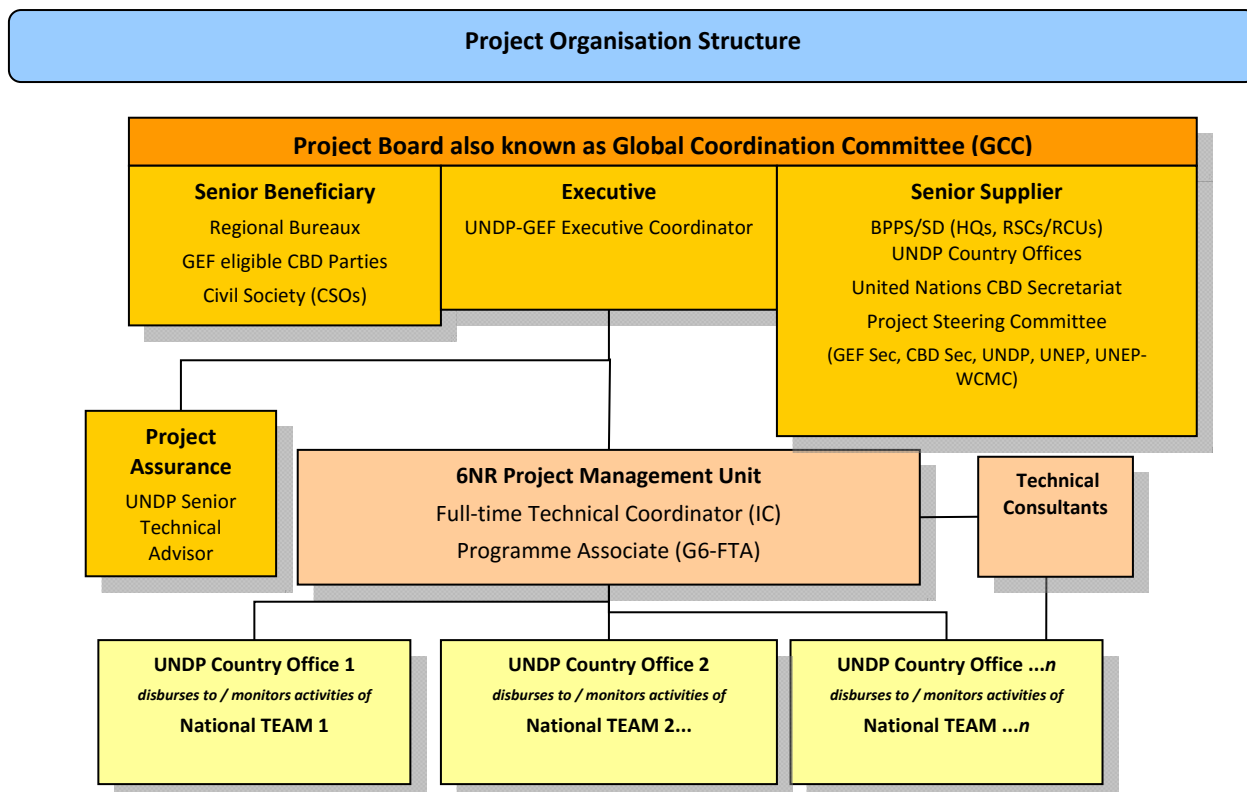 Project Organisation Structure
Project Board also known as Global Coordination Committee (GCC)
Senior Beneficiary
Regional Bureaux
GEF eligible CBD Parties
Civil Society (CSOs)
Executive
UNDP-GEF Executive Coordinator
Senior Supplier
BPPS/SD (HQs, RSCs/RCUs)
UNDP Country Offices
United Nations CBD Secretariat
Project Steering Committee
(GEF Sec, CBD Sec, UNDP, UNEP, UNEP-
WCMC)
Project
Assurance
UNDP Senior
Technical
Advisor
6NR Project Management Unit
Full-time Technical Coordinator (IC)
Programme Associate (G6-FTA)
Technical
Consultants
UNDP Country Office 1
disburses to / monitors activities of
National TEAM 1
UNDP Country Office 2
disburses to / monitors activities of
National TEAM 2...
UNDP Country Office ...n
disburses to / monitors activities of
National TEAM ...n